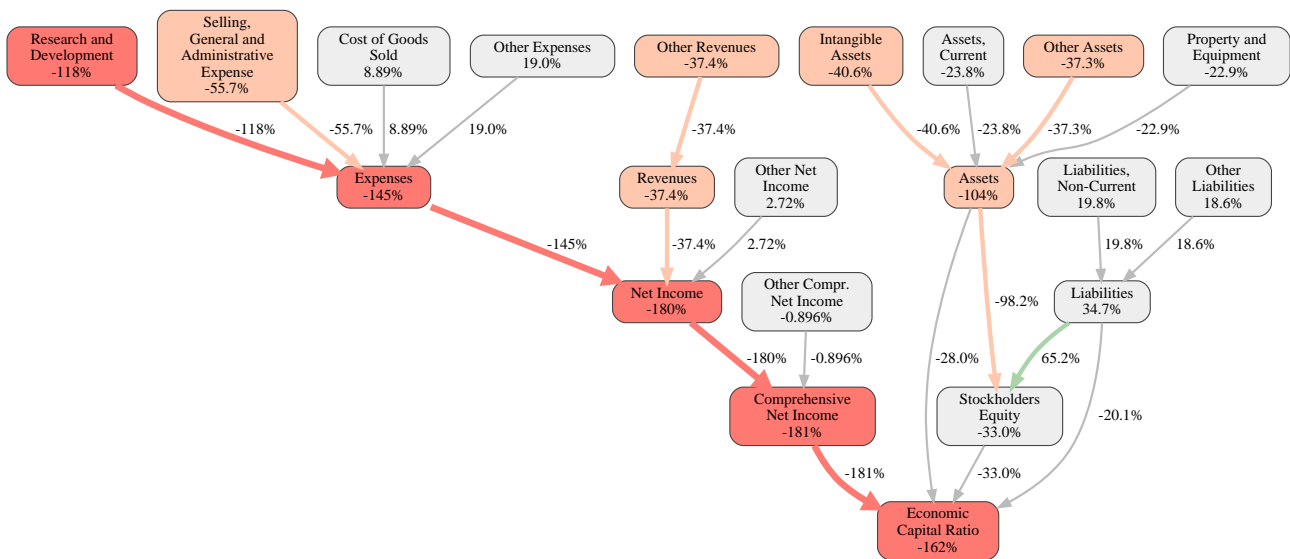 Research and
Development
-118%
Selling,
General and
Administrative
Expense
-55.7%
Cost of Goods
Sold
8.89%
Other Expenses
19.0%
Other Revenues
-37.4%
Intangible
Assets
-40.6%
Assets,
Current
-23.8%
Other Assets
-37.3%
Property and
Equipment
-22.9%
-118%
-55.7%
8.89%
19.0%
-37.4%
-40.6%
-23.8%
-37.3%
-22.9%
Expenses
-145%
Revenues
-37.4%
Other Net
Income
2.72%
Assets
-104%
Liabilities,
Non-Current
19.8%
Other
Liabilities
18.6%
-145%
-37.4%
2.72%
19.8%
18.6%
Net Income
-180%
Other Compr.
Net Income
-0.896%
-98.2%
Liabilities
34.7%
-180%
-0.896%
-28.0%
65.2%
-20.1%
Comprehensive
Net Income
-181%
Stockholders
Equity
-33.0%
-181%
-33.0%
Economic
Capital Ratio
-162%